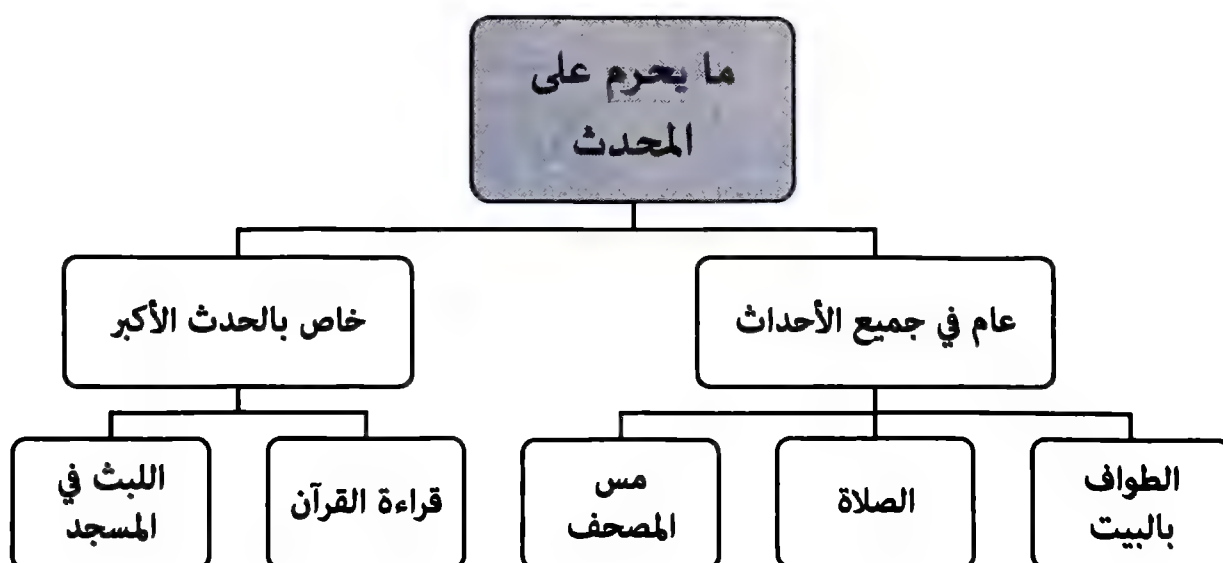 ما يحرم على
المحدث
عام في جميع الأحداث
خاص بالحدث الأكبر
الطواف
بالبيت
الصلاة
مس
المصحف
قراءة القرآن
اللبث في
المسجد